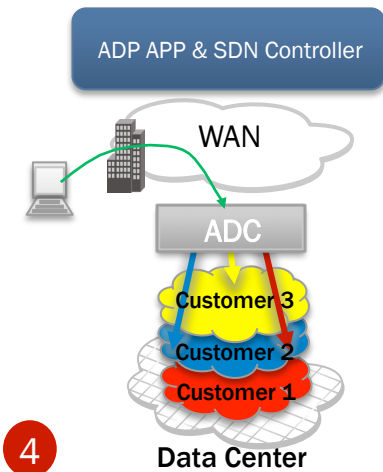 ADP APP & SDN Controller
WAN
ADC
Customer 3
Customer 2
Customer 1
4
Data Center